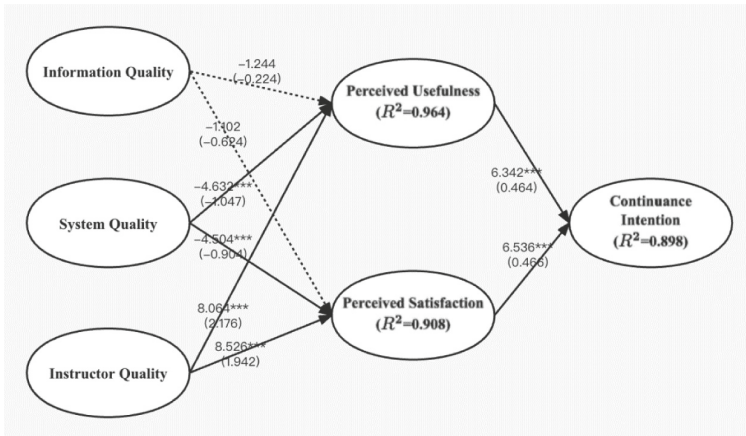 Information Quality
-1.244
(-0.224)
Perceived Usefulness
(R²=0.964)
-1.102
(-0.624)
6.342***
(0.464)
-4.632***
(-1.047)
System Quality
Continuance
Intention
(R²=0.898)
-4.504***
(-0.904)
6.536***
(0.466)
8.064***
(2.176)
Perceived Satisfaction
(R²=0.908)
8.526***
(1.942)
Instructor Quality